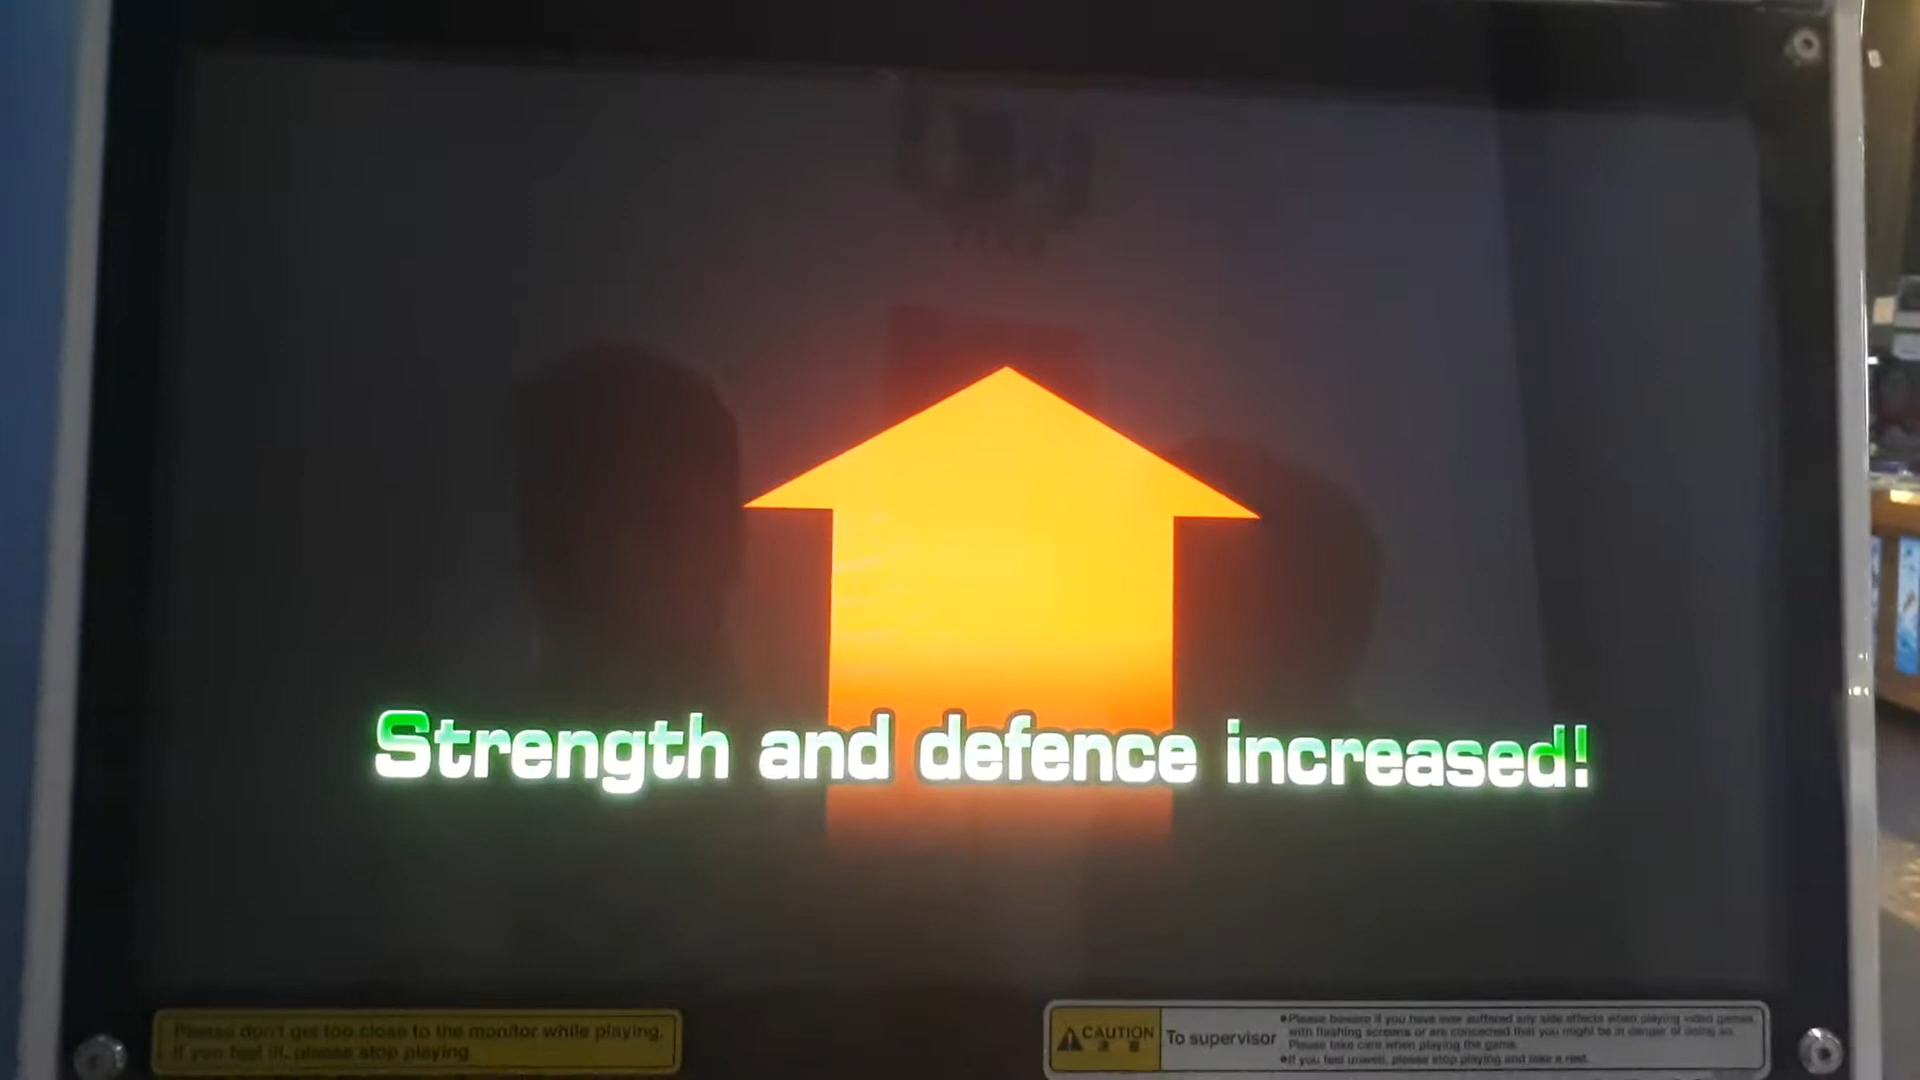 Strength and defence increased!
Please don't get too close to the monitor while playing.
If you feel ill, please stop playing.
CAUTION
注 意
To supervisor
●Please beware if you have ever suffered any side effects when playing video games
with flashing screens or are concerned that you might be in danger of doing so.
Please take care when playing the game.
●If you feel unwell, please stop playing and take a rest.